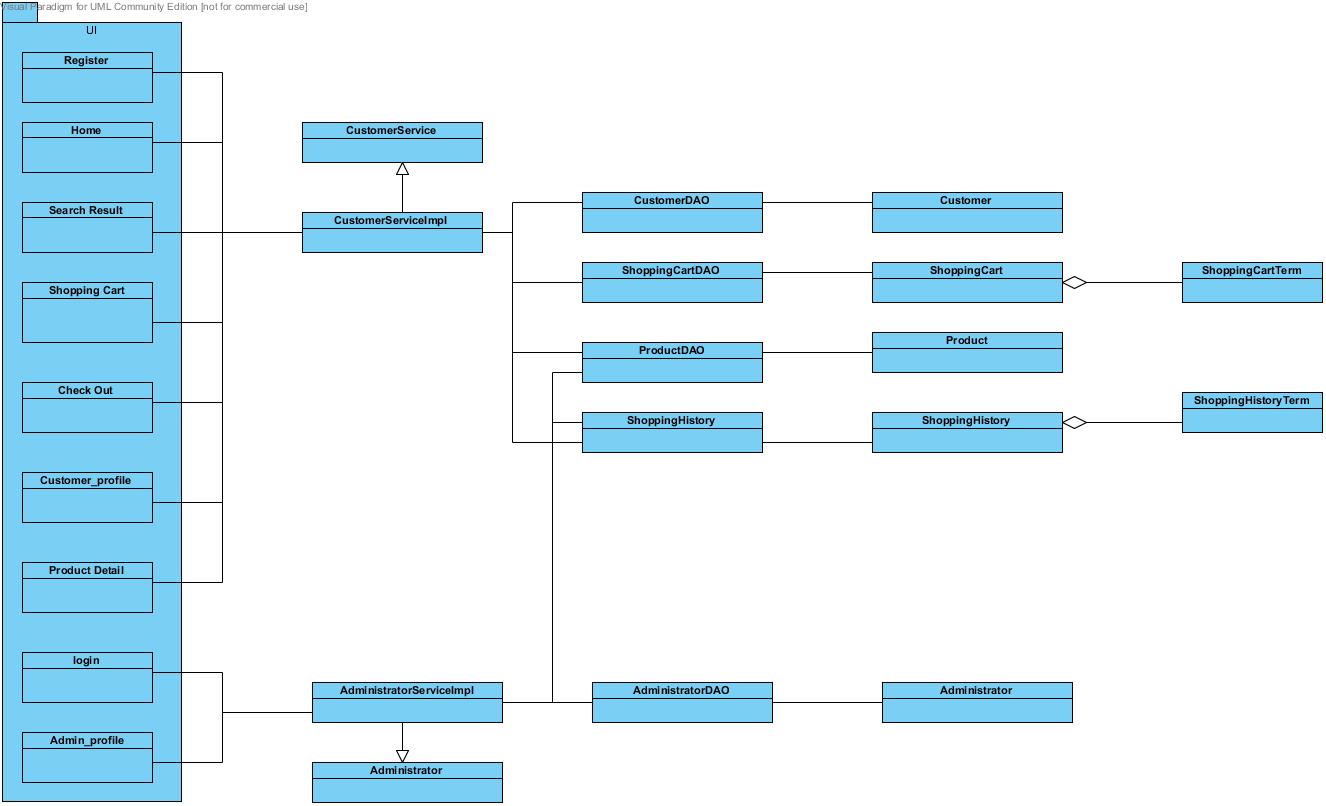 Visual Paradigm for UML Community Edition [not for commercial use]
UI
Register
Home
Search Result
Shopping Cart
Check Out
Customer_profile
Product Detail
login
Admin_profile
CustomerService
CustomerServiceImpl
CustomerDAO
Customer
ShoppingCartDAO
ShoppingCart
ShoppingCartTerm
ProductDAO
Product
ShoppingHistory
ShoppingHistory
ShoppingHistoryTerm
AdministratorServiceImpl
AdministratorDAO
Administrator
Administrator